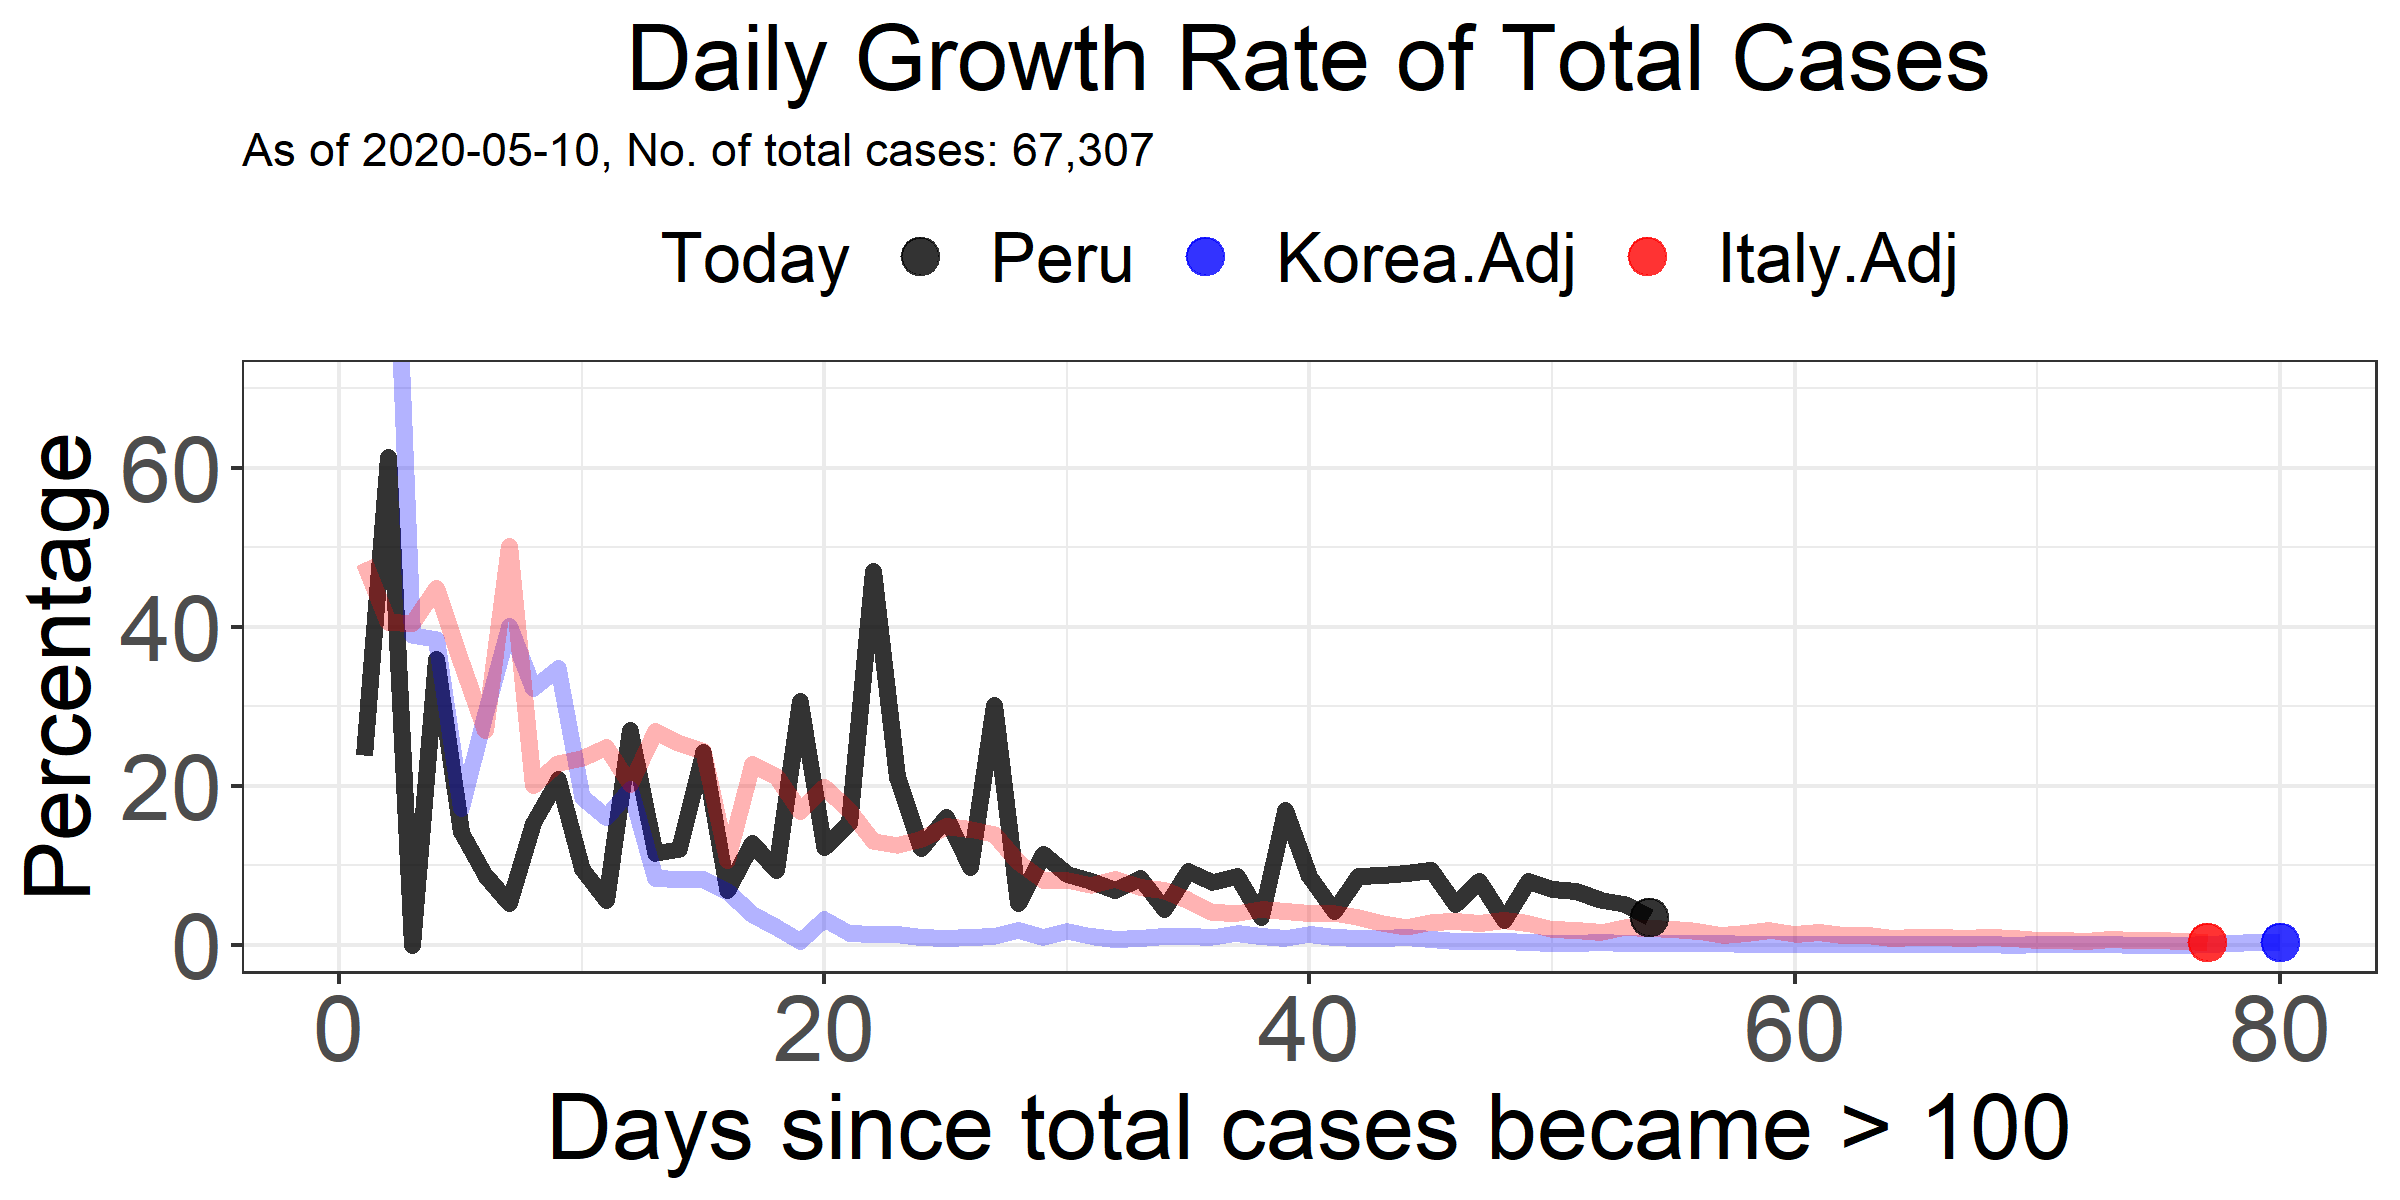 Daily Growth Rate of Total Cases
As of 2020-05-10, No. of total cases: 67,307
Today Peru Korea.Adj Italy.Adj
Percentage
60
40
20
0
0 20 40 60 80
Days since total cases became > 100